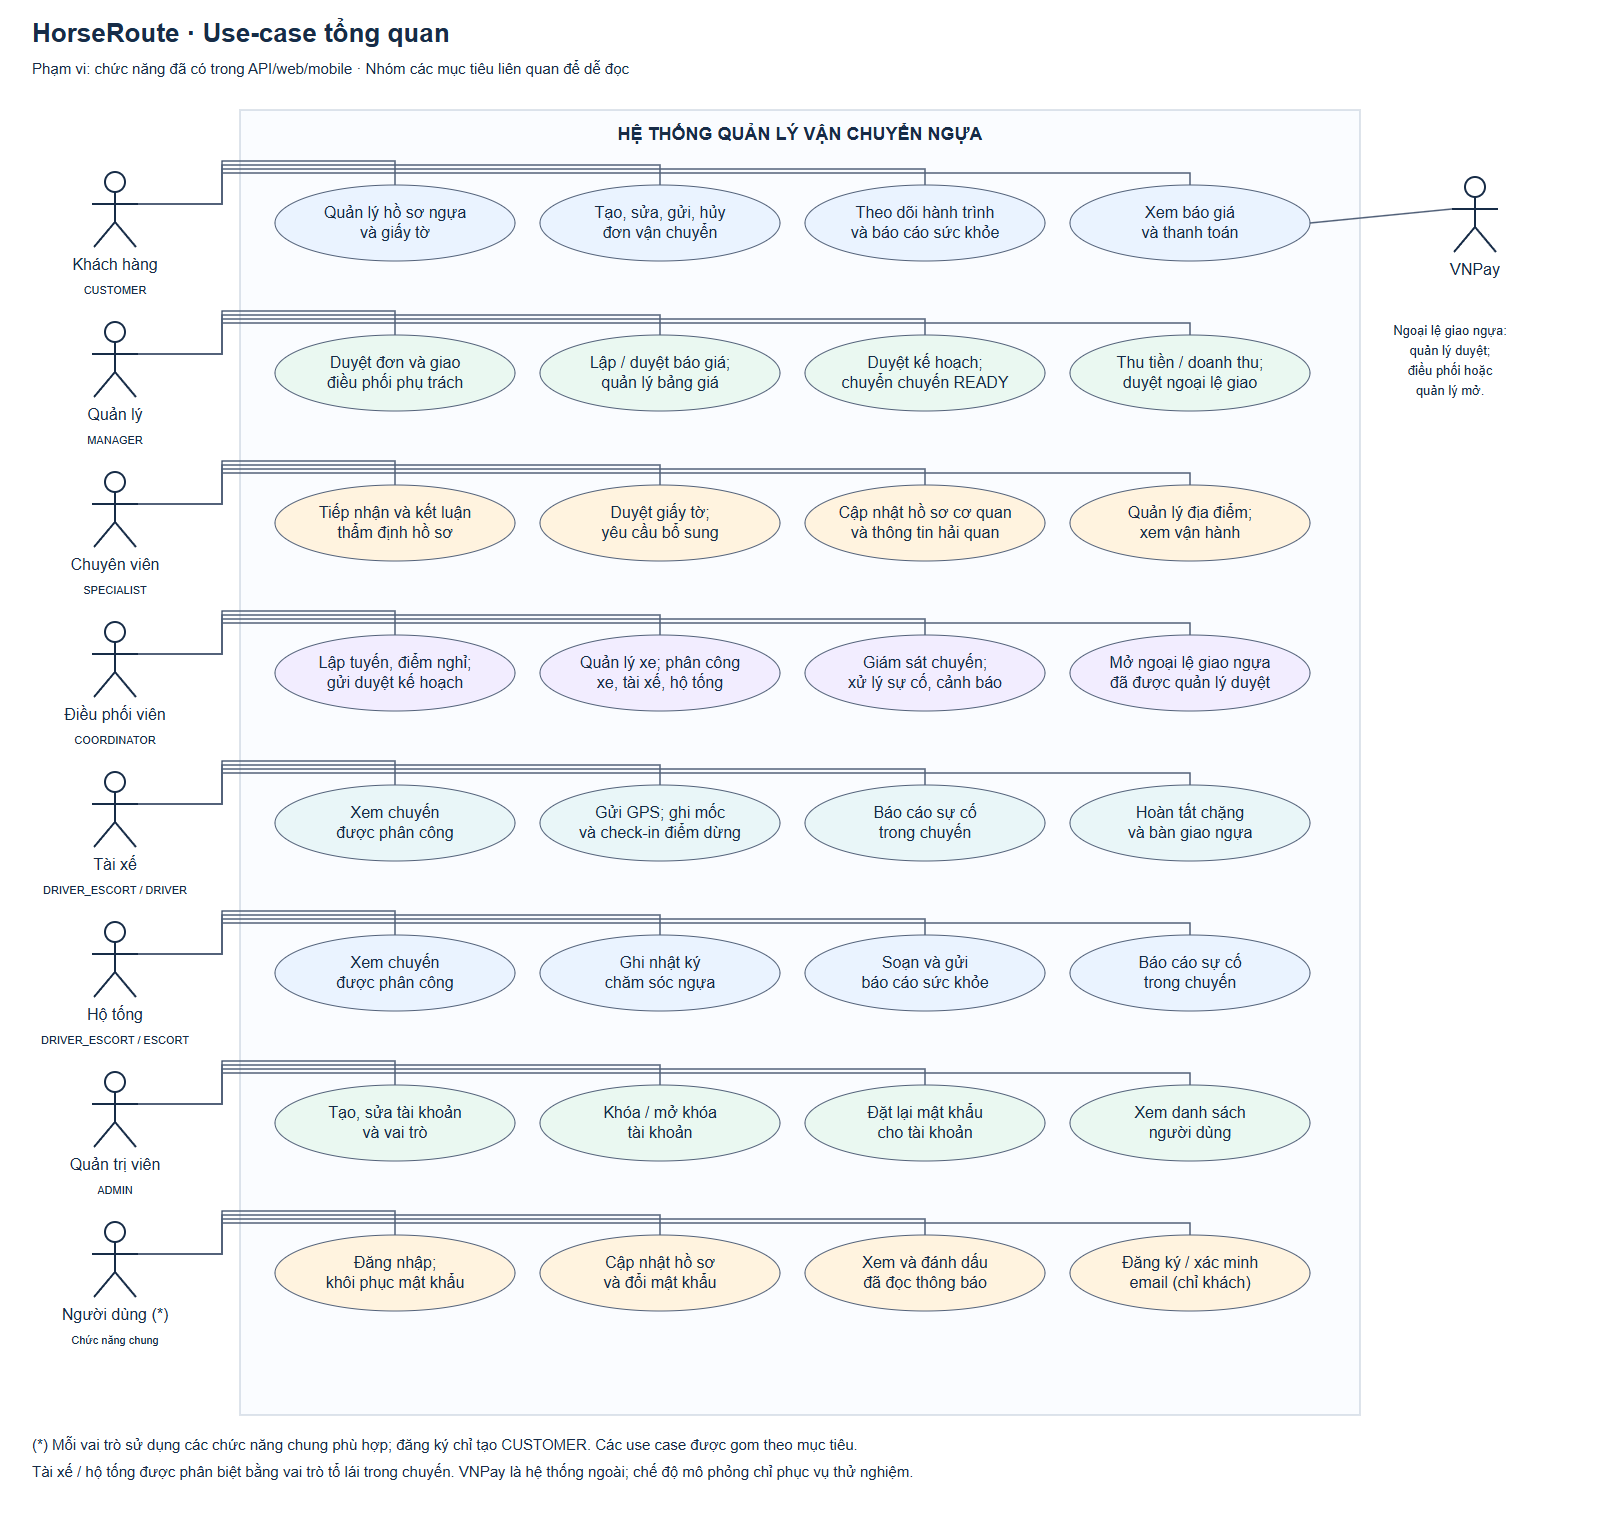 HorseRoute · Use-case tổng quan
Phạm vi: chức năng đã có trong API/web/mobile · Nhóm các mục tiêu liên quan để dễ đọc
HỆ THỐNG QUẢN LÝ VẬN CHUYỂN NGỰA
Khách hàng
CUSTOMER
Quản lý hồ sơ ngựa
và giấy tờ
Tạo, sửa, gửi, hủy
đơn vận chuyển
Theo dõi hành trình
và báo cáo sức khỏe
Xem báo giá
và thanh toán
VNPay
Ngoại lệ giao ngựa:
quản lý duyệt;
điều phối hoặc
quản lý mở.
Quản lý
MANAGER
Duyệt đơn và giao
điều phối phụ trách
Lập / duyệt báo giá;
quản lý bảng giá
Duyệt kế hoạch;
chuyển chuyến READY
Thu tiền / doanh thu;
duyệt ngoại lệ giao
Chuyên viên
SPECIALIST
Tiếp nhận và kết luận
thẩm định hồ sơ
Duyệt giấy tờ;
yêu cầu bổ sung
Cập nhật hồ sơ cơ quan
và thông tin hải quan
Quản lý địa điểm;
xem vận hành
Điều phối viên
COORDINATOR
Lập tuyến, điểm nghỉ;
gửi duyệt kế hoạch
Quản lý xe; phân công
xe, tài xế, hộ tống
Giám sát chuyến;
xử lý sự cố, cảnh báo
Mở ngoại lệ giao ngựa
đã được quản lý duyệt
Tài xế
DRIVER_ESCORT / DRIVER
Xem chuyến
được phân công
Gửi GPS; ghi mốc
và check-in điểm dừng
Báo cáo sự cố
trong chuyến
Hoàn tất chặng
và bàn giao ngựa
Hộ tống
DRIVER_ESCORT / ESCORT
Xem chuyến
được phân công
Ghi nhật ký
chăm sóc ngựa
Soạn và gửi
báo cáo sức khỏe
Báo cáo sự cố
trong chuyến
Quản trị viên
ADMIN
Tạo, sửa tài khoản
và vai trò
Khóa / mở khóa
tài khoản
Đặt lại mật khẩu
cho tài khoản
Xem danh sách
người dùng
Người dùng (*)
Chức năng chung
Đăng nhập;
khôi phục mật khẩu
Cập nhật hồ sơ
và đổi mật khẩu
Xem và đánh dấu
đã đọc thông báo
Đăng ký / xác minh
email (chỉ khách)
(*) Mỗi vai trò sử dụng các chức năng chung phù hợp; đăng ký chỉ tạo CUSTOMER. Các use case được gom theo mục tiêu.
Tài xế / hộ tống được phân biệt bằng vai trò tổ lái trong chuyến. VNPay là hệ thống ngoài; chế độ mô phỏng chỉ phục vụ thử nghiệm.